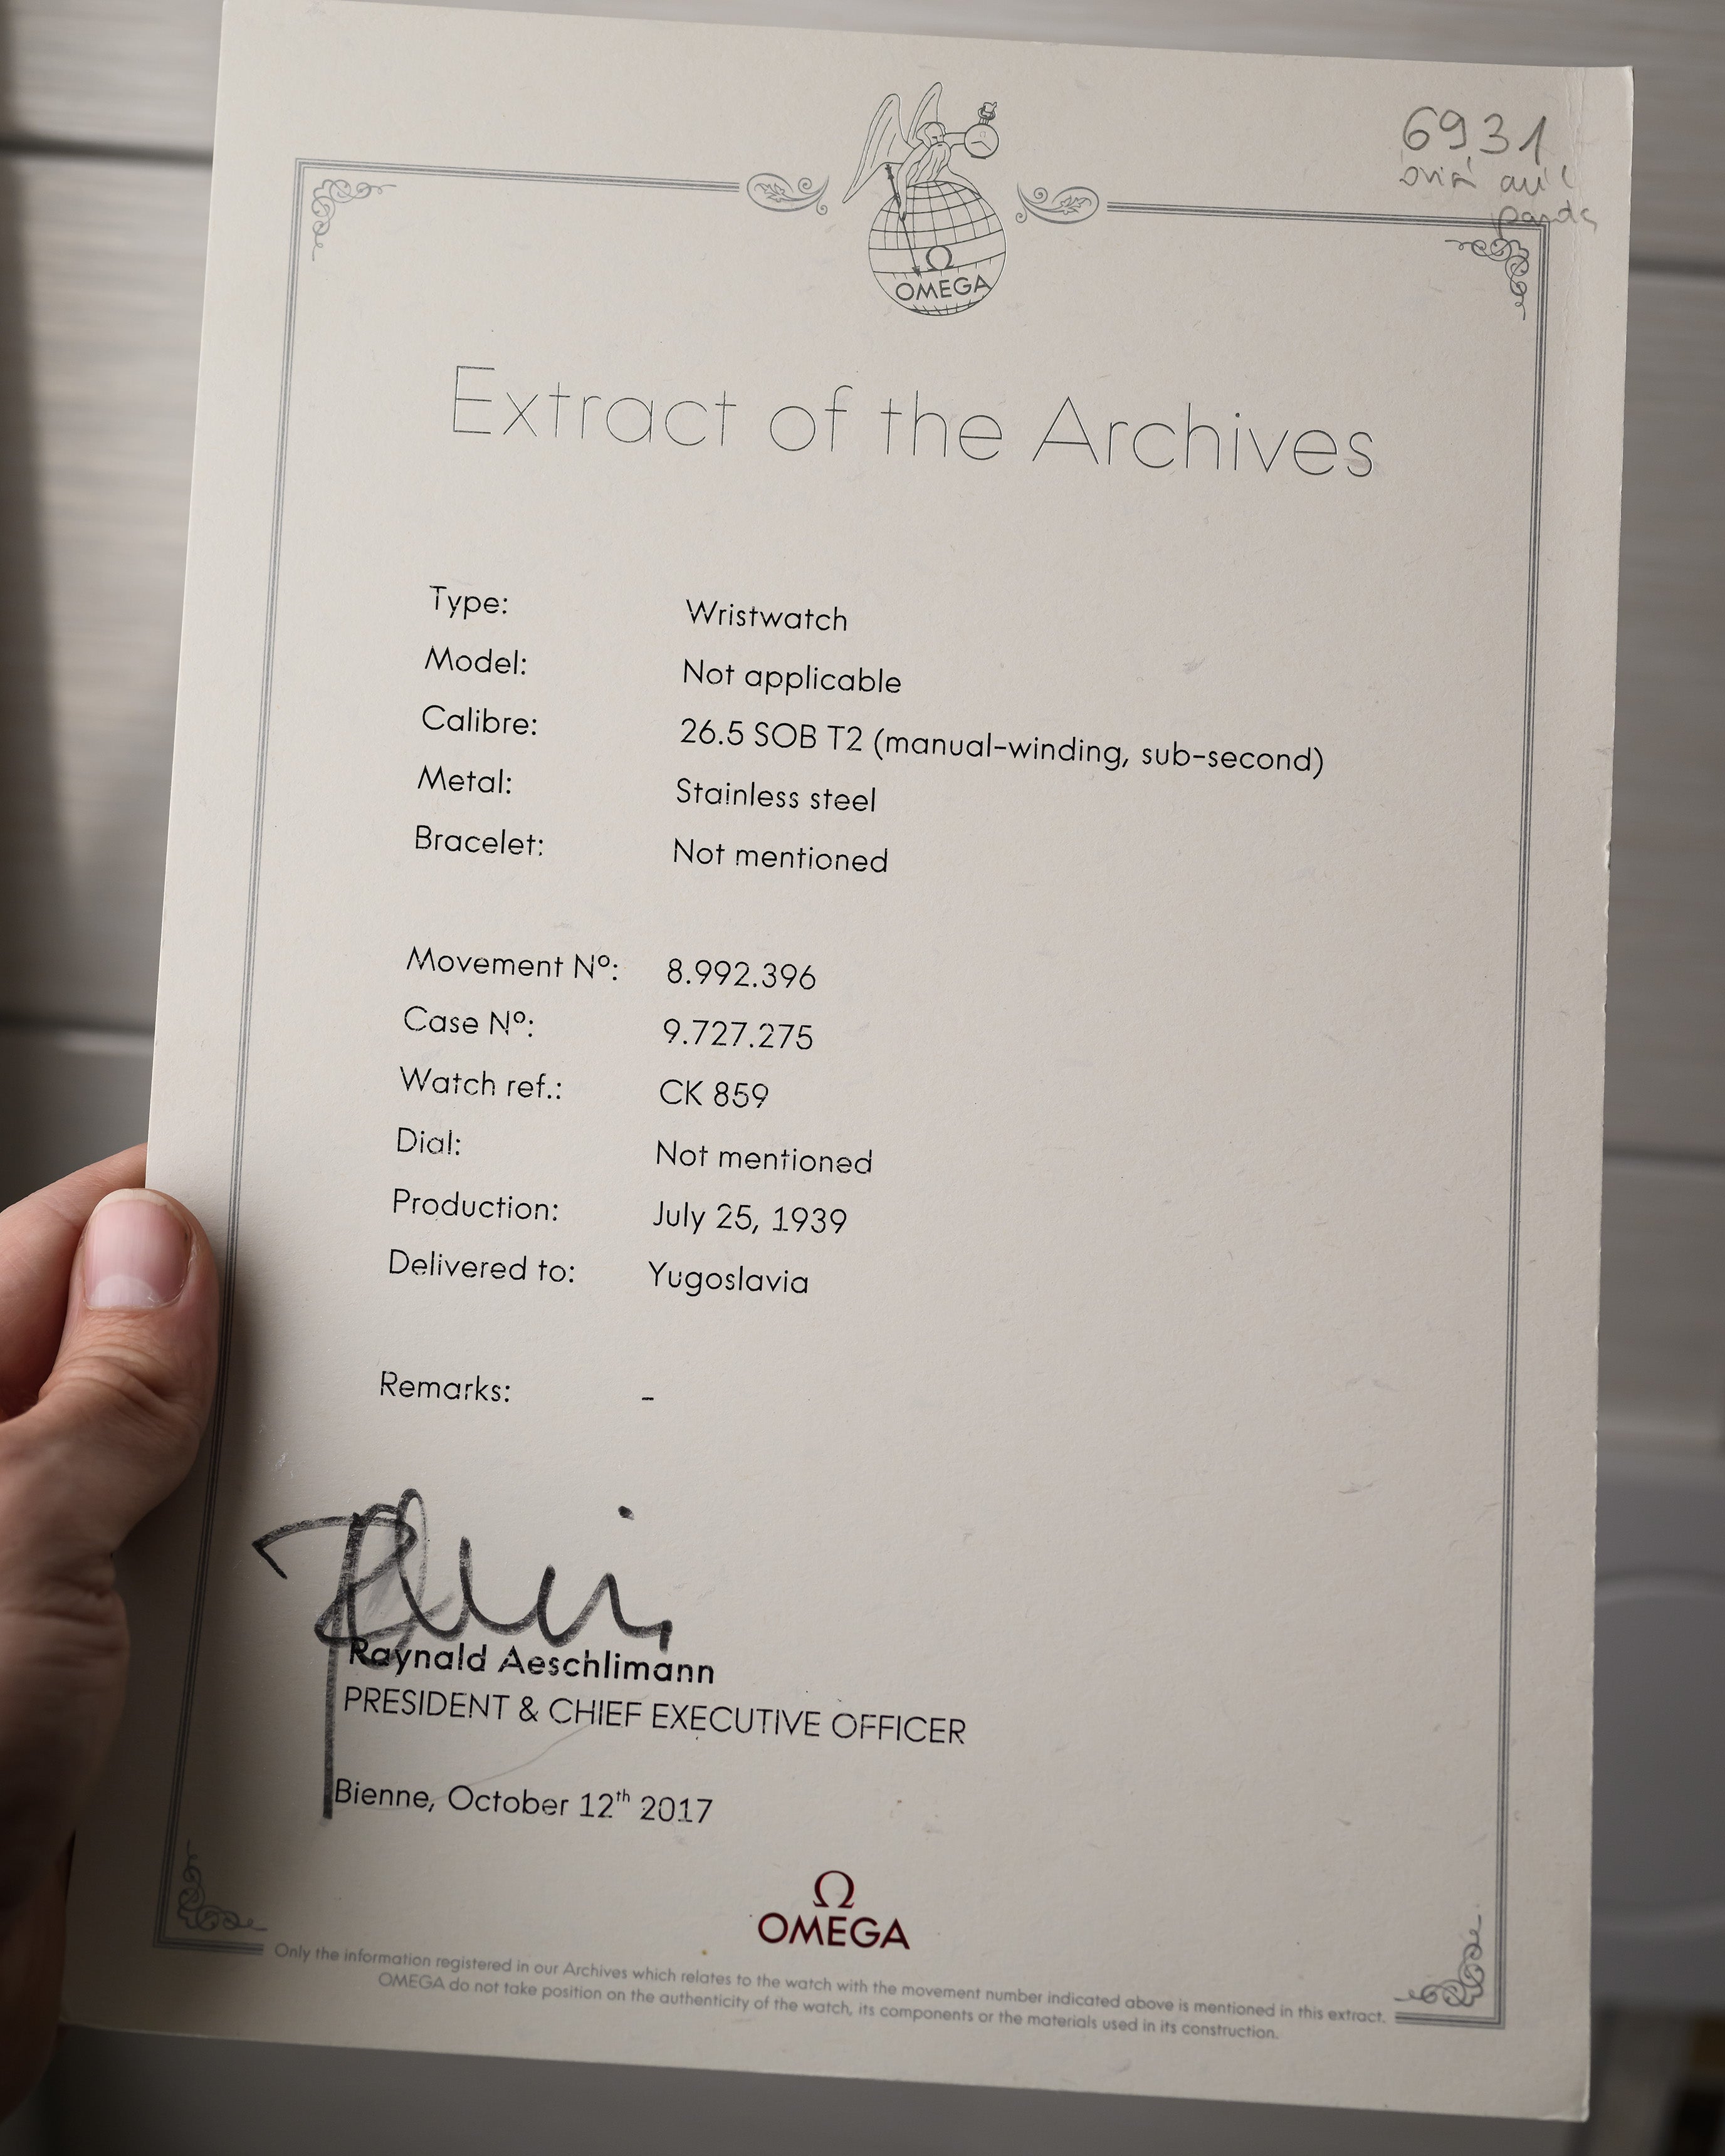 6931
Ω
OMEGA
Extract of the Archives
Type: Wristwatch
Model: Not applicable
Calibre: 26.5 SOB T2 (manual-winding, sub-second)
Metal: Stainless steel
Bracelet: Not mentioned
Movement Nº: 8.992.396
Case Nº: 9.727.275
Watch ref.: CK 859
Dial: Not mentioned
Production: July 25, 1939
Delivered to: Yugoslavia
Remarks: -
Raynald Aeschlimann
PRESIDENT & CHIEF EXECUTIVE OFFICER
Bienne, October 12th 2017
Ω
OMEGA
Only the information registered in our Archives which relates to the watch with the movement number indicated above is mentioned in this extract.
OMEGA do not take position on the authenticity of the watch, its components or the materials used in its construction.